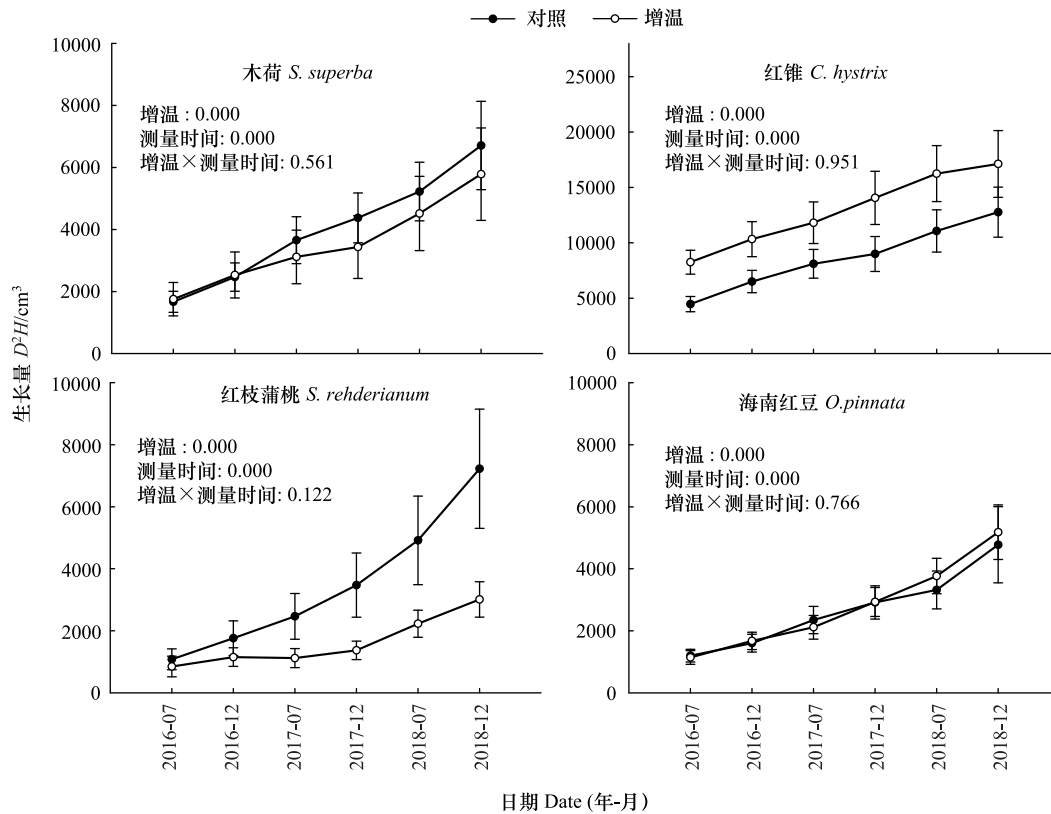 对照 增温
10000
8000
6000
4000
2000
0
木荷 S. superba
增温 : 0.000
测量时间: 0.000
增温×测量时间: 0.561
25000
20000
15000
10000
5000
0
红锥 C. hystrix
增温: 0.000
测量时间: 0.000
增温×测量时间: 0.951
生长量 D²H/cm³
10000
8000
6000
4000
2000
0
红枝蒲桃 S. rehderianum
增温 : 0.000
测量时间: 0.000
增温×测量时间: 0.122
10000
8000
6000
4000
2000
0
海南红豆 O.pinnata
增温 : 0.000
测量时间: 0.000
增温×测量时间: 0.766
2016-07
2016-12
2017-07
2017-12
2018-07
2018-12
2016-07
2016-12
2017-07
2017-12
2018-07
2018-12
日期 Date (年-月)